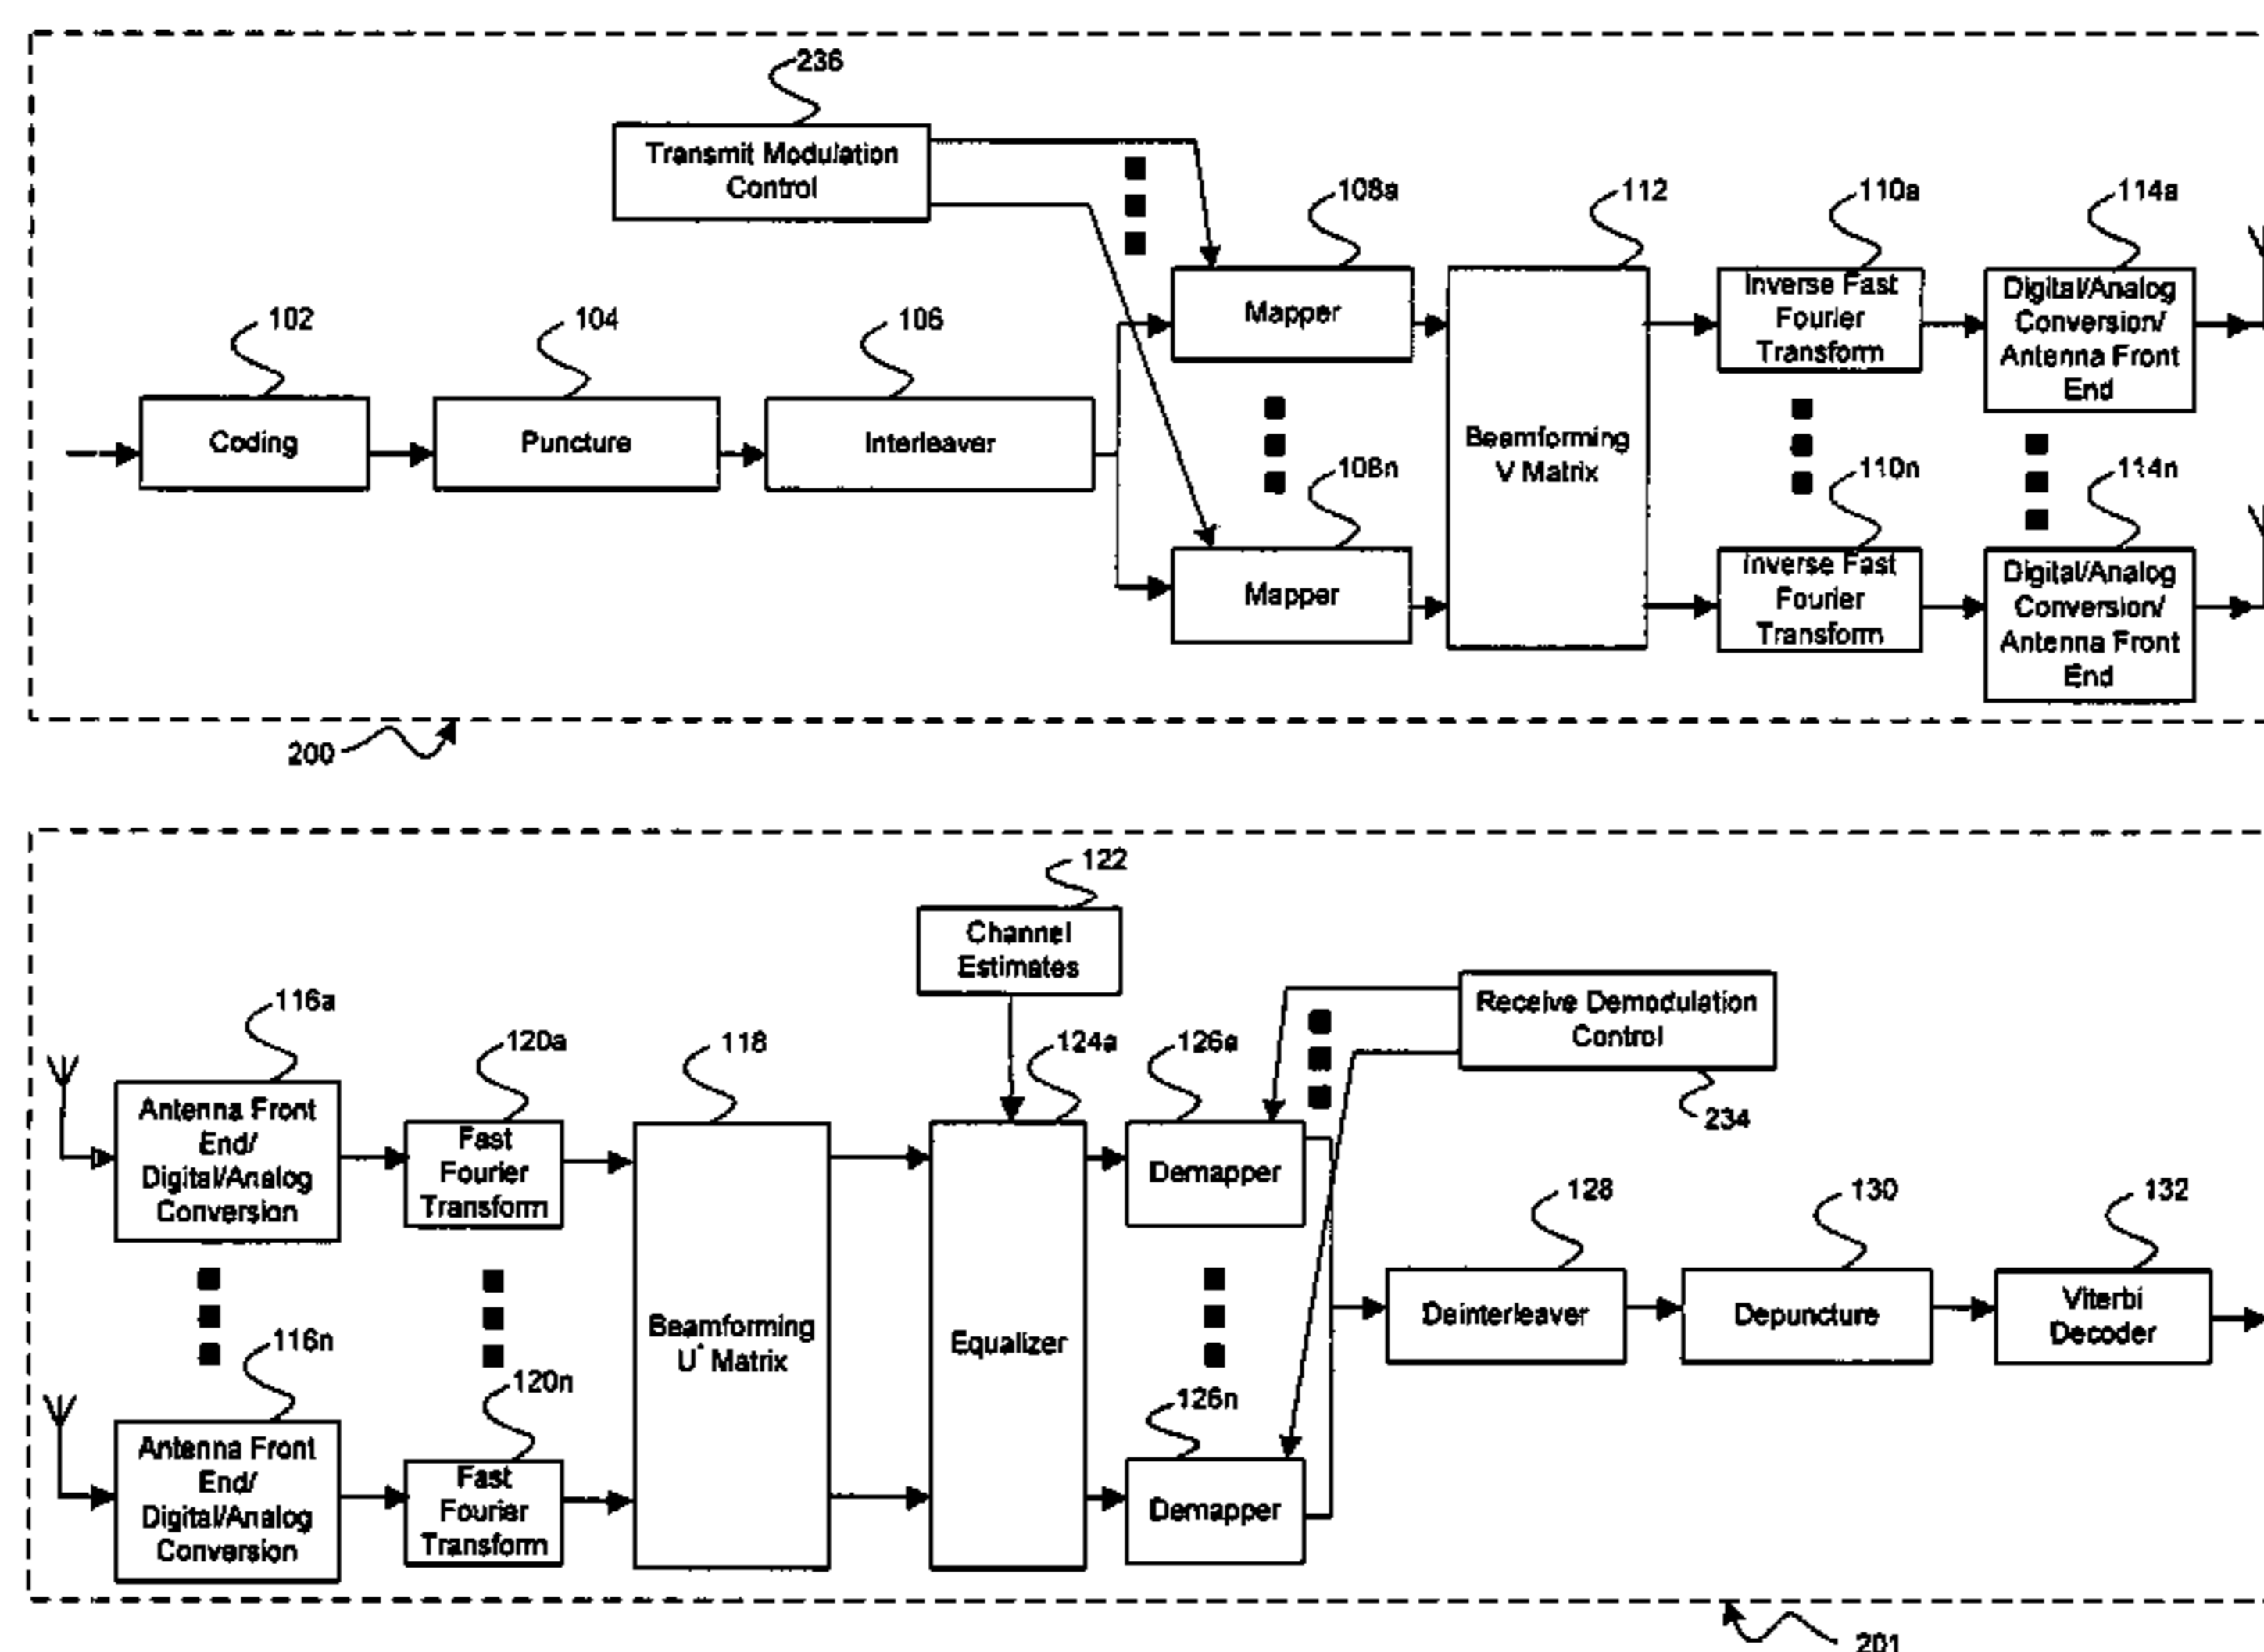 236
Transmit Modulation
Control
108a
112
110a
114a
Mapper
Inverse Fast
Fourier
Transform
Digital/Analog
Conversion/
Antenna Front
End
102
104
106
Coding
Puncture
Interleaver
Beamforming
V Matrix
108n
110n
114n
Mapper
Inverse Fast
Fourier
Transform
Digital/Analog
Conversion/
Antenna Front
End
200
122
Channel
Estimates
Receive Demodulation
Control
234
116a
120a
118
124a
126a
Antenna Front
End/
Digital/Analog
Conversion
Fast
Fourier
Transform
Demapper
128
130
132
Beamforming
U* Matrix
Equalizer
Deinterleaver
Depuncture
Viterbi
Decoder
116n
120n
126n
Antenna Front
End/
Digital/Analog
Conversion
Fast
Fourier
Transform
Demapper
201